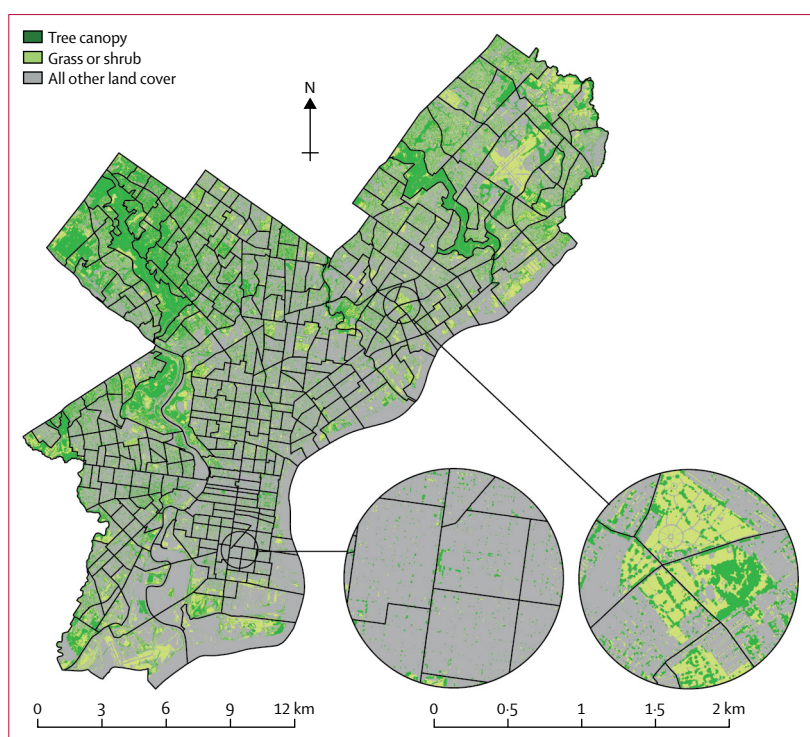 Tree canopy
Grass or shrub
All other land cover
N
0 3 6 9 12 km
0 0·5 1 1·5 2 km